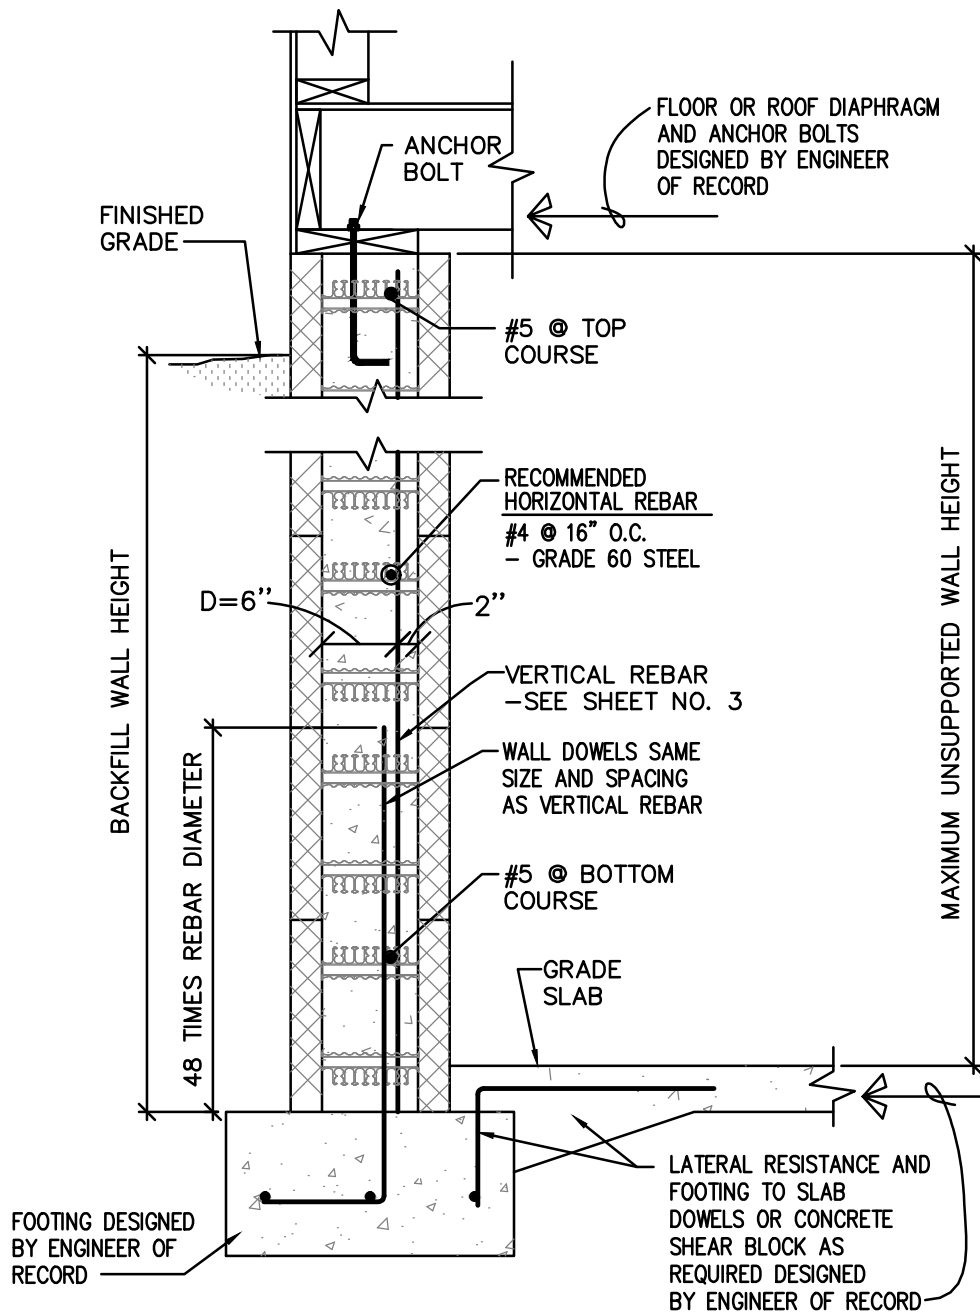 FLOOR OR ROOF DIAPHRAGM
AND ANCHOR BOLTS
DESIGNED BY ENGINEER
OF RECORD
ANCHOR
BOLT
FINISHED
GRADE
#5 @ TOP
COURSE
RECOMMENDED
HORIZONTAL REBAR
#4 @ 16" O.C.
- GRADE 60 STEEL
D=6"
2"
VERTICAL REBAR
-SEE SHEET NO. 3
WALL DOWELS SAME
SIZE AND SPACING
AS VERTICAL REBAR
#5 @ BOTTOM
COURSE
BACKFILL WALL HEIGHT
48 TIMES REBAR DIAMETER
MAXIMUM UNSUPPORTED WALL HEIGHT
GRADE
SLAB
LATERAL RESISTANCE AND
FOOTING TO SLAB
DOWELS OR CONCRETE
SHEAR BLOCK AS
REQUIRED DESIGNED
BY ENGINEER OF RECORD
FOOTING DESIGNED
BY ENGINEER OF
RECORD